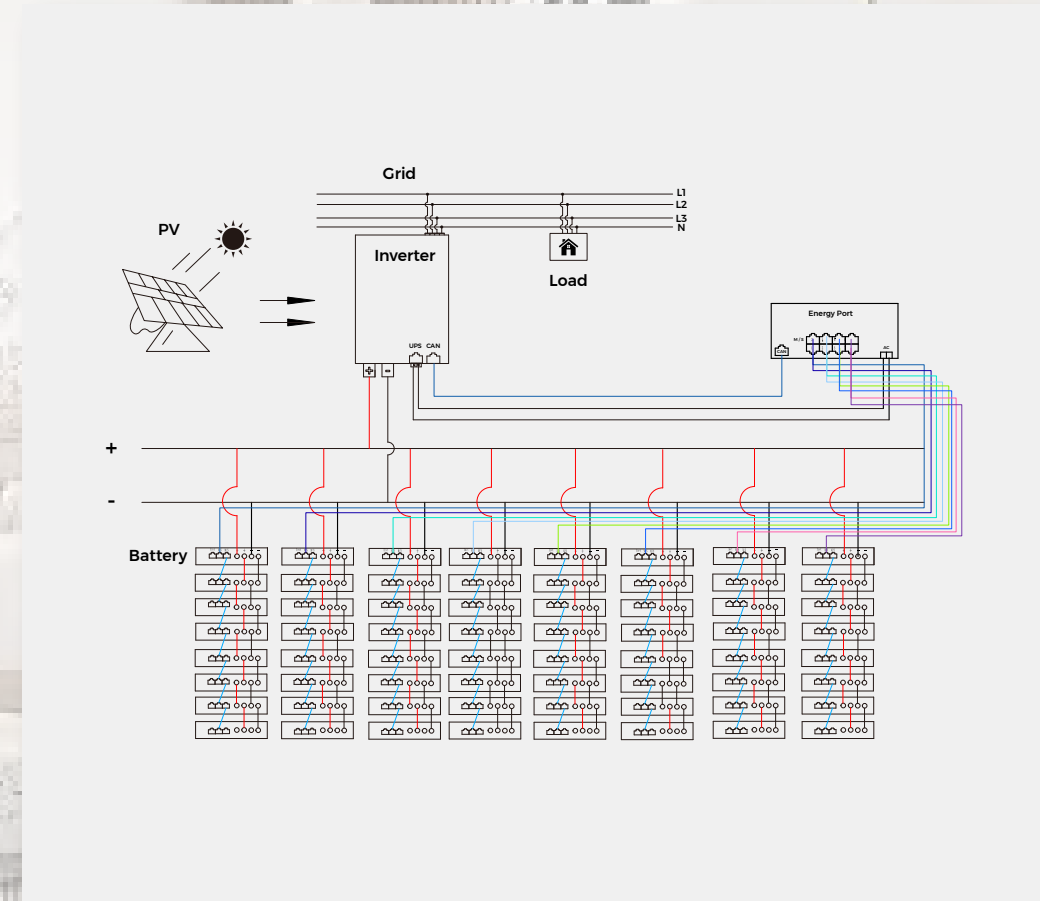 Grid
L1
L2
L3
N
PV
Inverter
Load
Energy Port
UPS CAN
M/S
CAN
AC
+ -
+
-
Battery